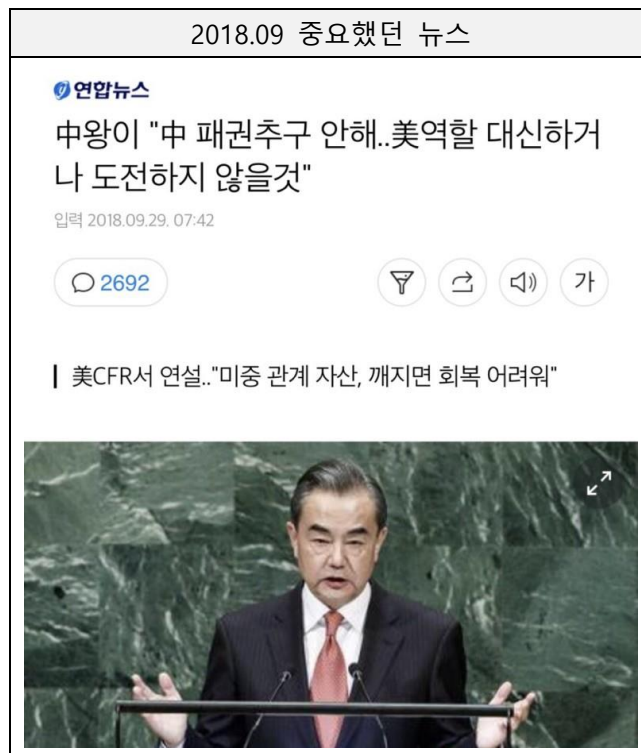 2018.09 중요했던 뉴스
연합뉴스
中왕이 "中 패권추구 안해..美역할 대신하거
나 도전하지 않을것"
입력 2018.09.29. 07:42
2692
가
美CFR서 연설.."미중 관계 자산, 깨지면 회복 어려워"